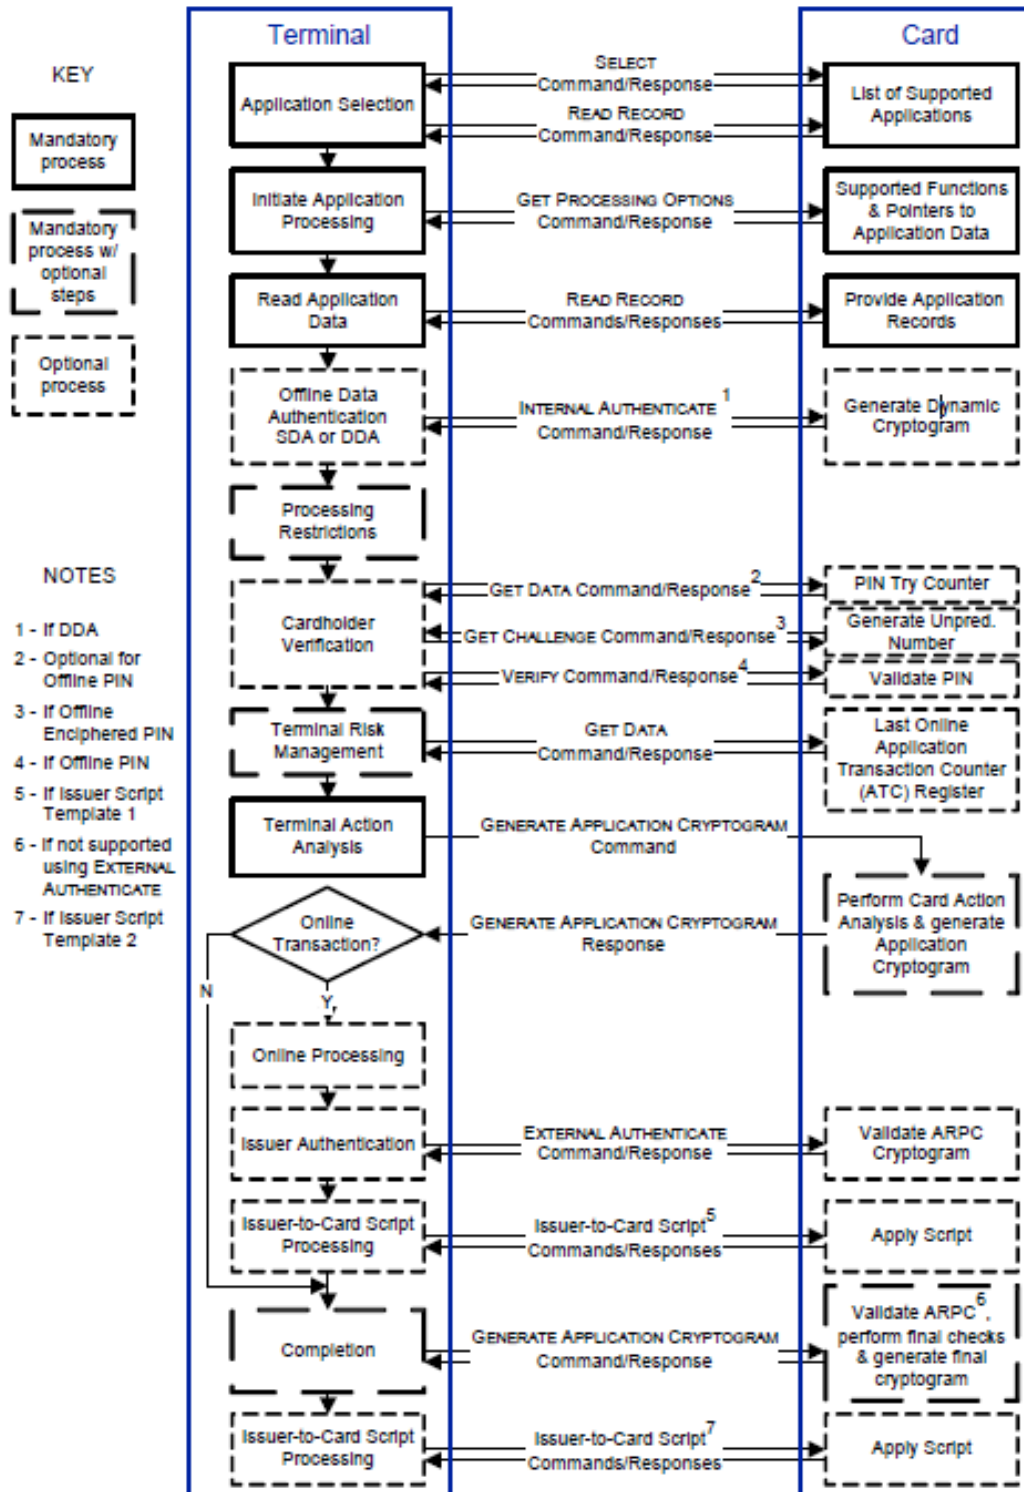 Terminal
Card
KEY
Mandatory
process
Mandatory
process w/
optional
steps
Optional
process
NOTES
1 - If DDA
2 - Optional for
Offline PIN
3 - If Offline
Enciphered PIN
4 - If Offline PIN
5 - If Issuer Script
Template 1
6 - If not supported
using EXTERNAL
AUTHENTICATE
7 - If Issuer Script
Template 2
Application Selection
SELECT
Command/Response
READ RECORD
Command/Response
List of Supported
Applications
Initiate Application
Processing
GET PROCESSING OPTIONS
Command/Response
Supported Functions
& Pointers to
Application Data
Read Application
Data
READ RECORD
Commands/Responses
Provide Application
Records
Offline Data
Authentication
SDA or DDA
INTERNAL AUTHENTICATE 1
Command/Response
Generate Dynamic
Cryptogram
Processing
Restrictions
Cardholder
Verification
GET DATA Command/Response 2
PIN Try Counter
GET CHALLENGE Command/Response 3
Generate Unpred.
Number
VERIFY Command/Response 4
Validate PIN
Terminal Risk
Management
GET DATA
Command/Response
Last Online
Application
Transaction Counter
(ATC) Register
Terminal Action
Analysis
GENERATE APPLICATION CRYPTOGRAM
Command
Perform Card Action
Analysis & generate
Application
Cryptogram
Online
Transaction?
GENERATE APPLICATION CRYPTOGRAM
Response
N
Y
Online Processing
Issuer Authentication
EXTERNAL AUTHENTICATE
Command/Response
Validate ARPC
Cryptogram
Issuer-to-Card Script
Processing
Issuer-to-Card Script 5
Commands/Responses
Apply Script
Completion
GENERATE APPLICATION CRYPTOGRAM
Command/Response
Validate ARPC 6,
perform final checks
& generate final
cryptogram
Issuer-to-Card Script
Processing
Issuer-to-Card Script 7
Commands/Responses
Apply Script